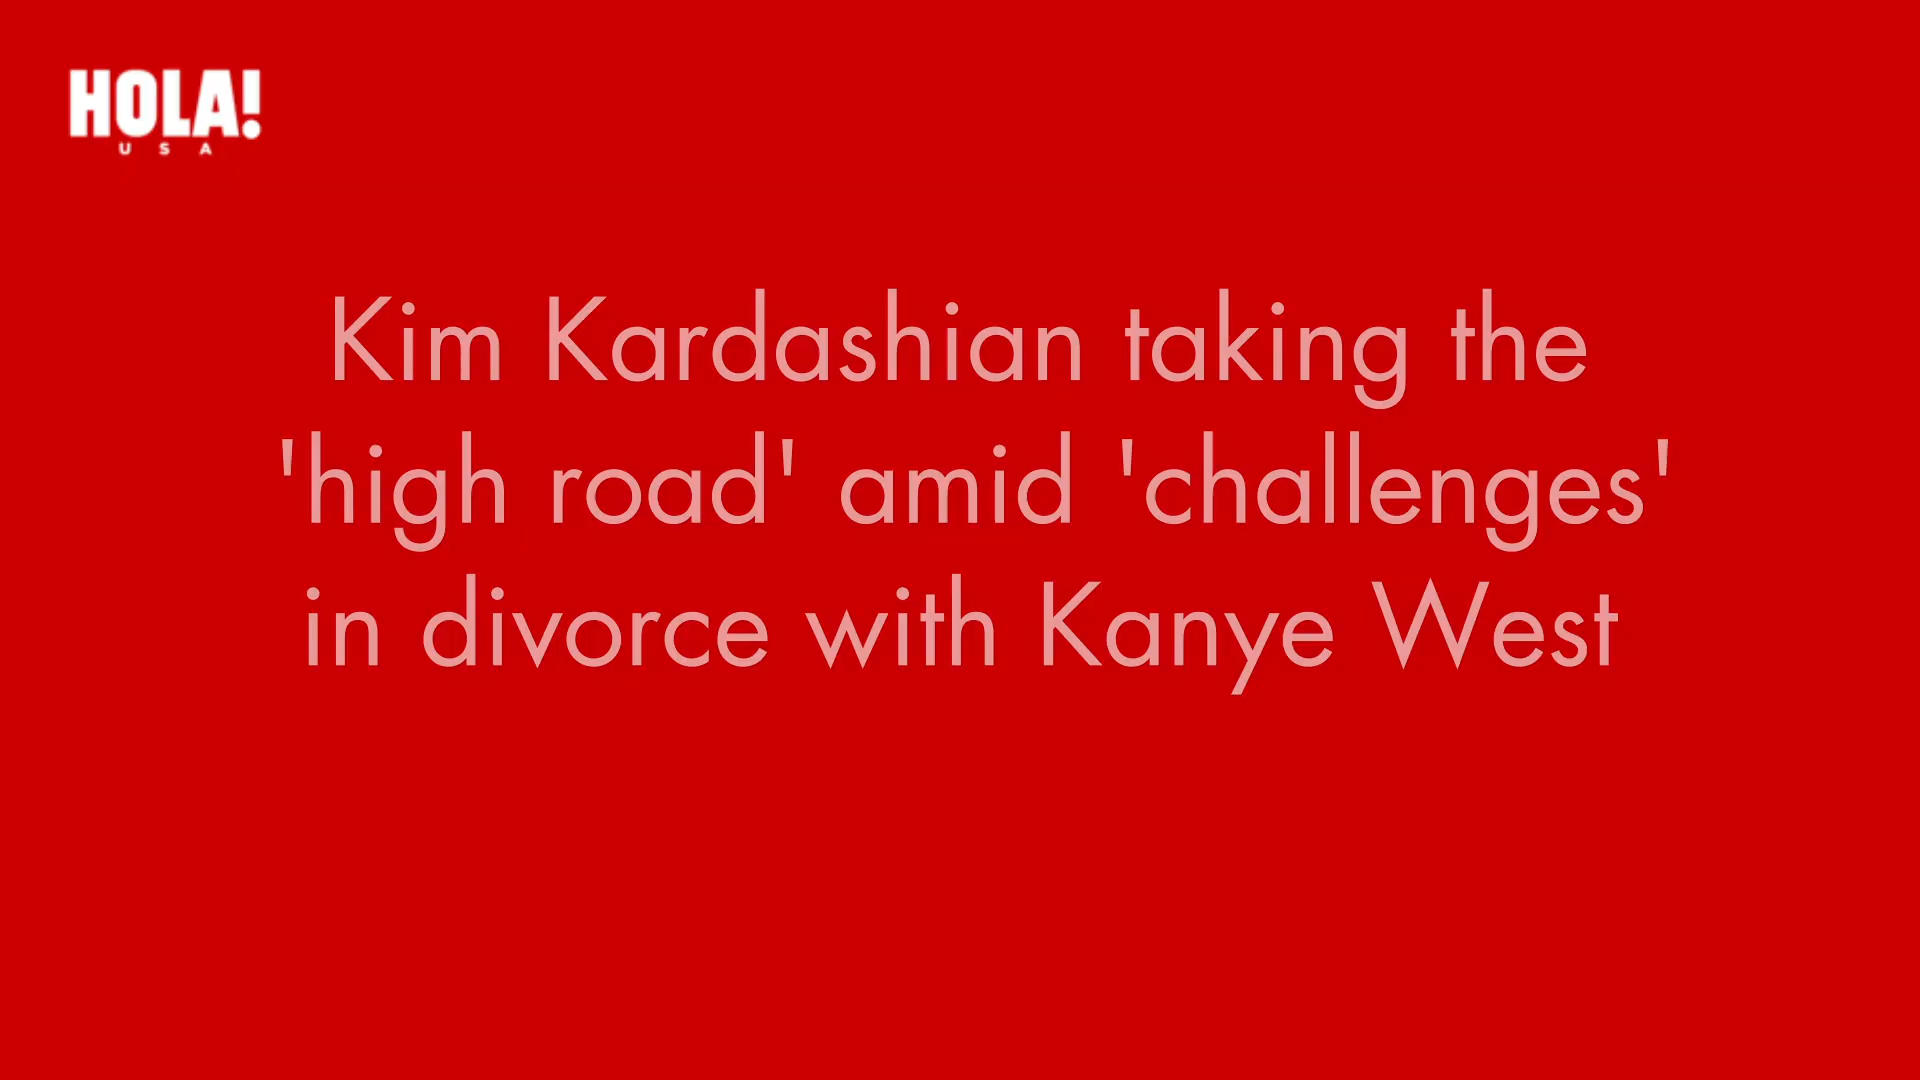 HOLA!
USA
Kim Kardashian taking the
'high road' amid 'challenges'
in divorce with Kanye West